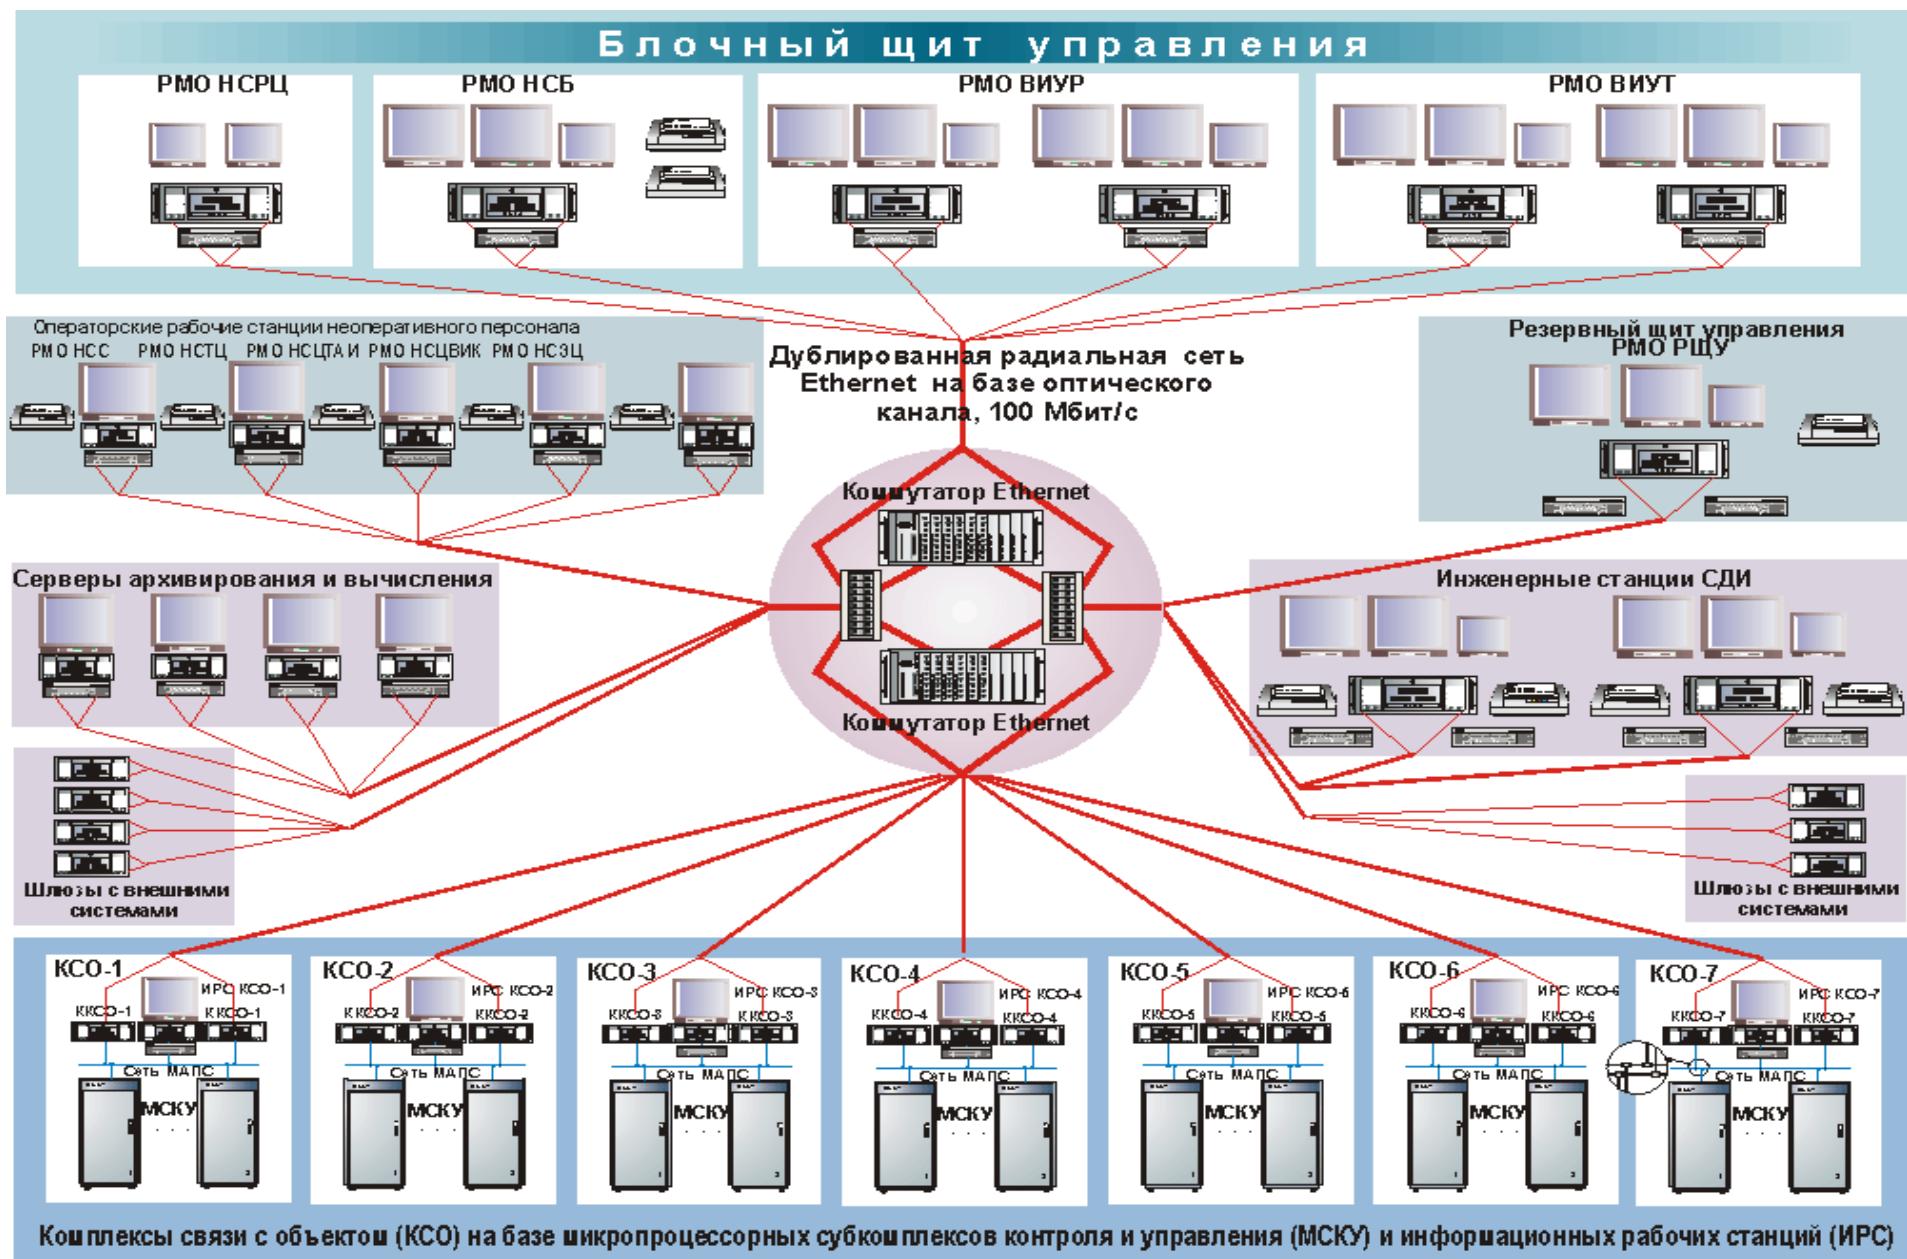 Блочный щит управления
РМО НСРЦ
РМО НСБ
РМО ВИУР
РМО ВИУТ
Операторские рабочие станции неоперативного персонала
РМО НСС РМО НСТЦ РМО НСЦТАИ РМО НСЦВИК РМО НСЭЦ
Дублированная радиальная сеть
Ethernet на базе оптического
канала, 100 Мбит/с
Резервный щит управления
РМО РЩУ
Коммутатор Ethernet
Серверы архивирования и вычисления
Инженерные станции СДИ
Коммутатор Ethernet
Шлюзы с внешними
системами
Шлюзы с внешними
системами
КСО-1
ИРС КСО-1
ККСО-1
ККСО-1
Сеть МАПС
МСКУ
. . . .
1
2
КСО-2
ИРС КСО-2
ККСО-2
ККСО-2
Сеть МАПС
МСКУ
. . . .
КСО-3
ИРС КСО-3
ККСО-3
ККСО-3
Сеть МАПС
МСКУ
. . . .
КСО-4
ИРС КСО-4
ККСО-4
ККСО-4
Сеть МАПС
МСКУ
. . . .
КСО-5
ИРС КСО-5
ККСО-5
ККСО-5
Сеть МАПС
МСКУ
. . . .
КСО-6
ИРС КСО-6
ККСО-6
ККСО-6
Сеть МАПС
МСКУ
. . . .
КСО-7
ИРС КСО-7
ККСО-7
ККСО-7
Сеть МАПС
МСКУ
. . . .
Комплексы связи с объектом (КСО) на базе микропроцессорных субкомплексов контроля и управления (МСКУ) и информационных рабочих станций (ИРС)